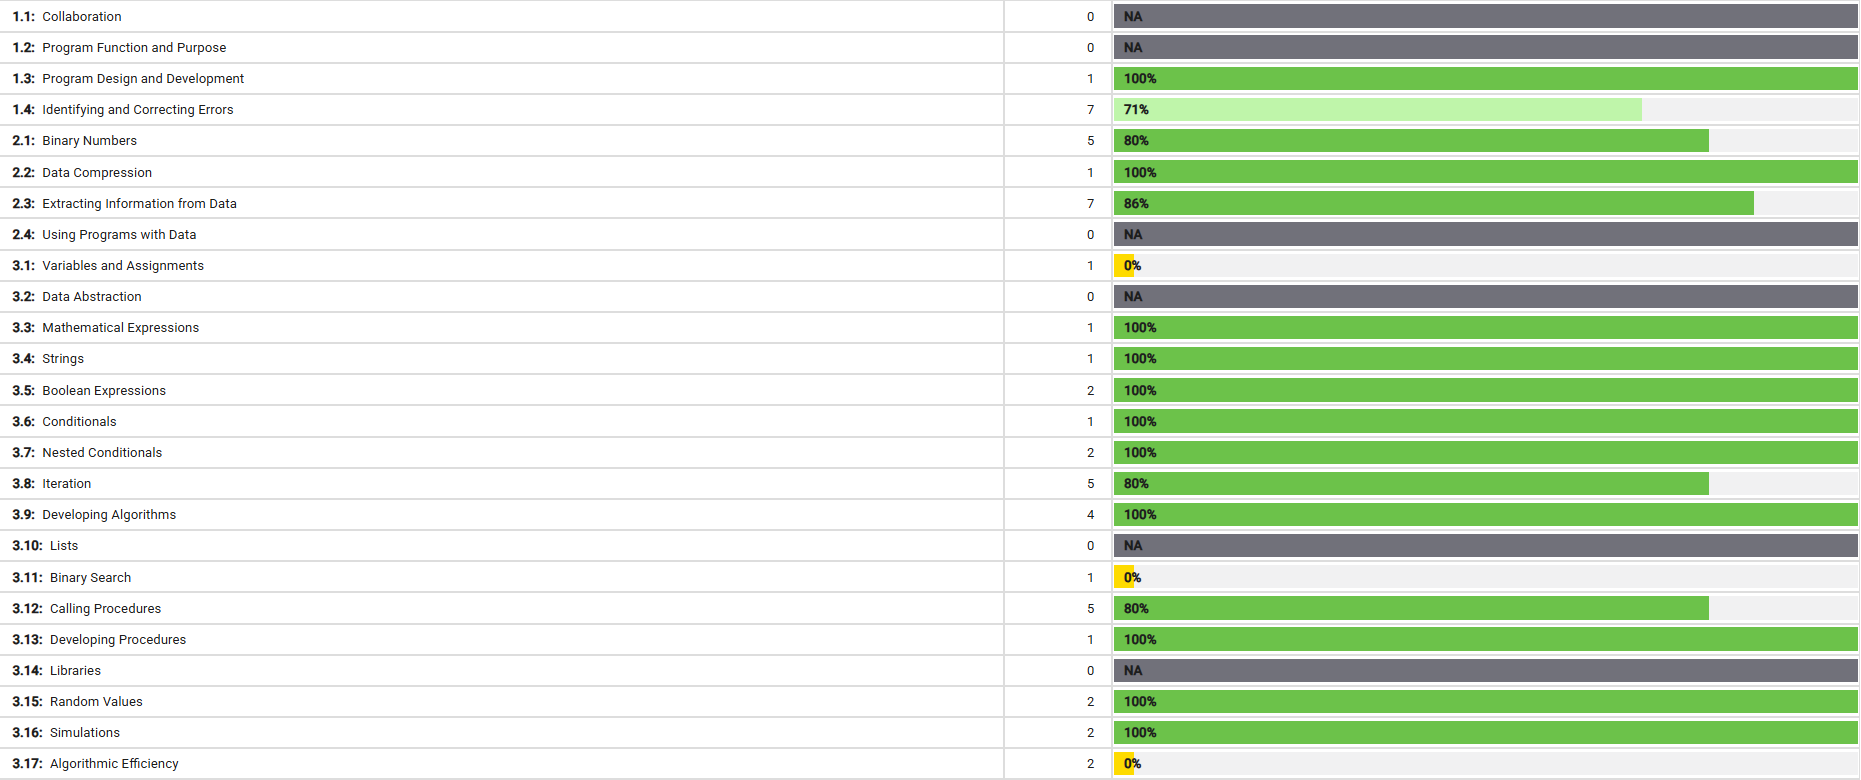 1.1: Collaboration 0 NA
1.2: Program Function and Purpose 0 NA
1.3: Program Design and Development 1 100%
1.4: Identifying and Correcting Errors 7 71%
2.1: Binary Numbers 5 80%
2.2: Data Compression 1 100%
2.3: Extracting Information from Data 7 86%
2.4: Using Programs with Data 0 NA
3.1: Variables and Assignments 1 0%
3.2: Data Abstraction 0 NA
3.3: Mathematical Expressions 1 100%
3.4: Strings 1 100%
3.5: Boolean Expressions 2 100%
3.6: Conditionals 1 100%
3.7: Nested Conditionals 2 100%
3.8: Iteration 5 80%
3.9: Developing Algorithms 4 100%
3.10: Lists 0 NA
3.11: Binary Search 1 0%
3.12: Calling Procedures 5 80%
3.13: Developing Procedures 1 100%
3.14: Libraries 0 NA
3.15: Random Values 2 100%
3.16: Simulations 2 100%
3.17: Algorithmic Efficiency 2 0%